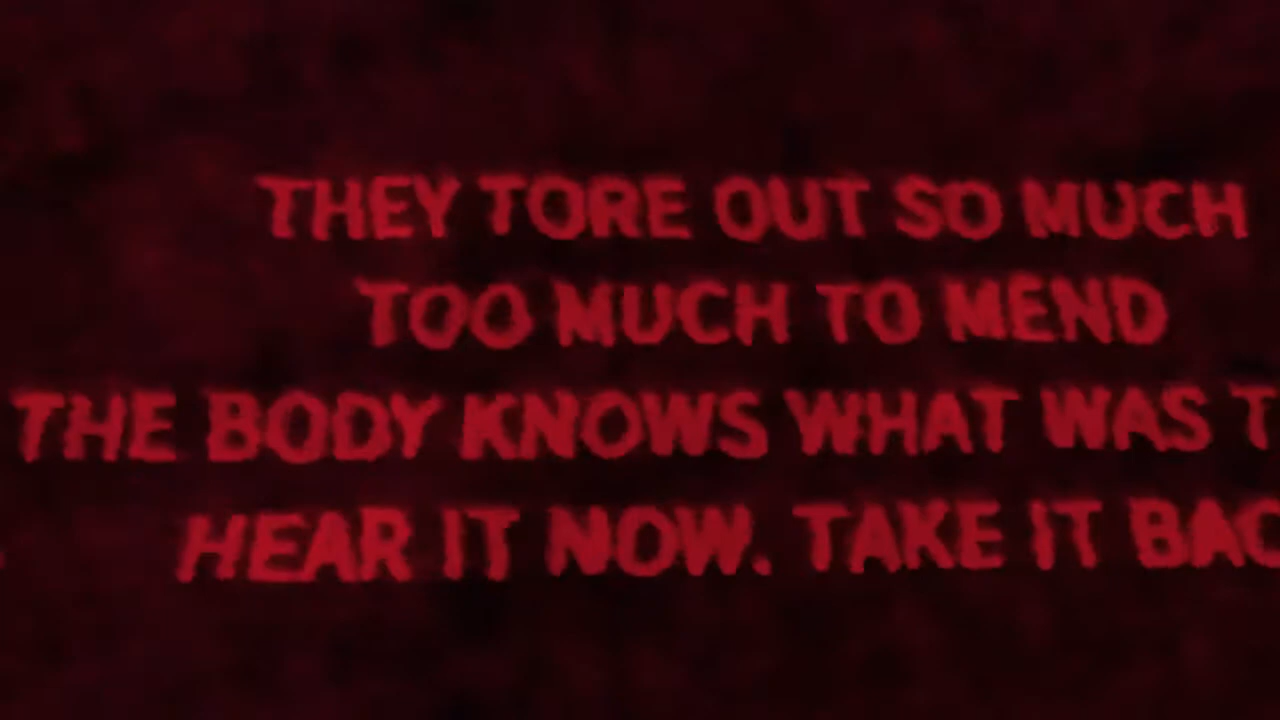 THEY TORE OUT SO MUCH
TOO MUCH TO MEND
THE BODY KNOWS WHAT WAS
HEAR IT NOW. TAKE IT